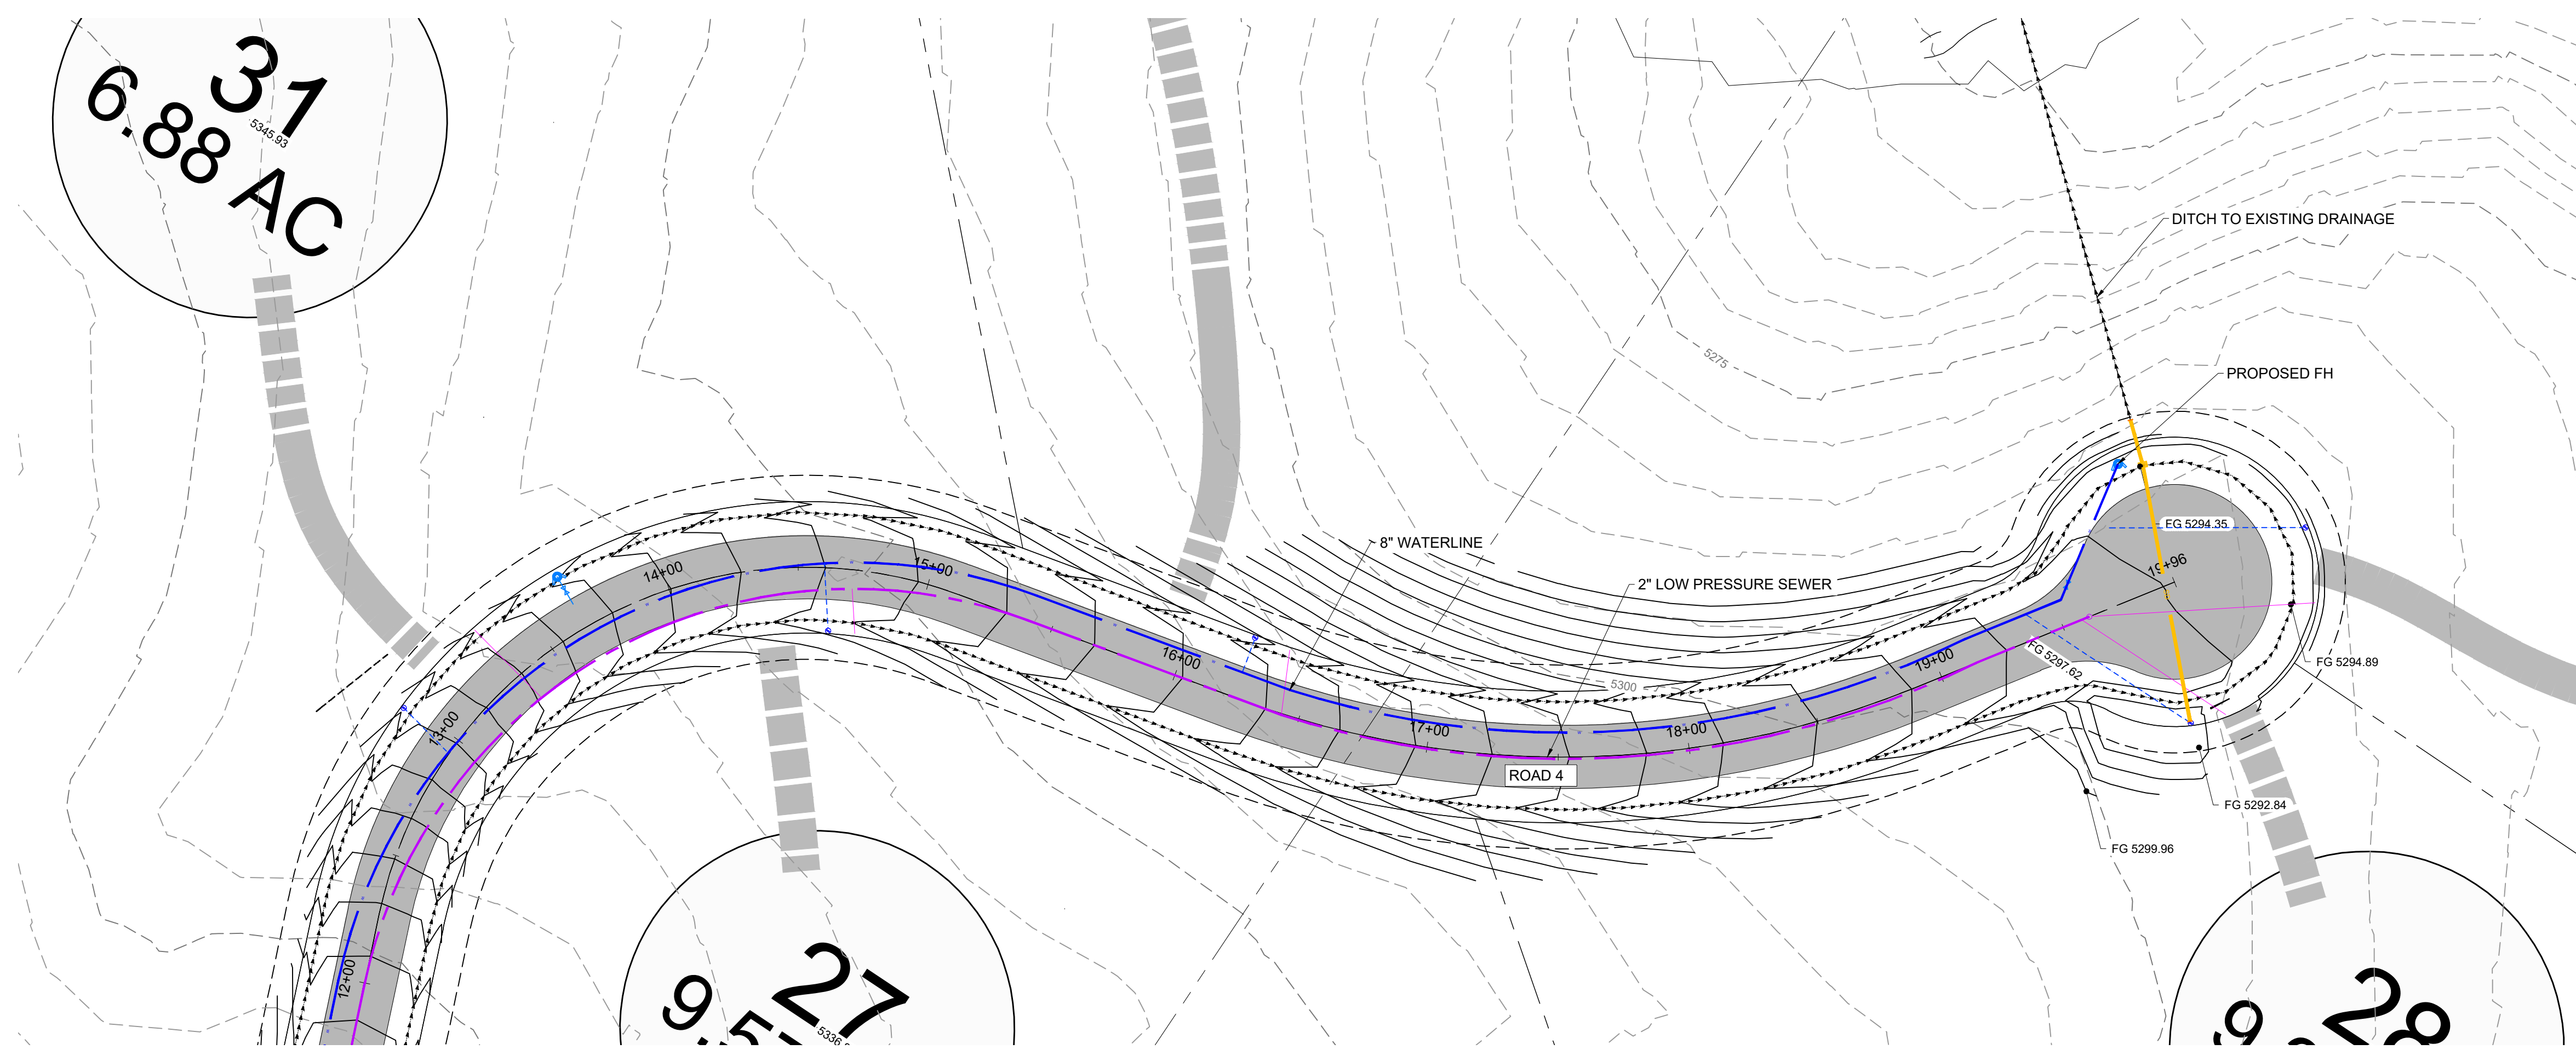 31
6.88 AC
5345.93
DITCH TO EXISTING DRAINAGE
5275
PROPOSED FH
EG 5294.35
8" WATERLINE
14+00
15+00
19+96
2" LOW PRESSURE SEWER
16+00
5300
19+00
FG 5297.62
FG 5294.89
13+00
17+00
18+00
ROAD 4
FG 5292.84
FG 5299.96
12+00
27
28